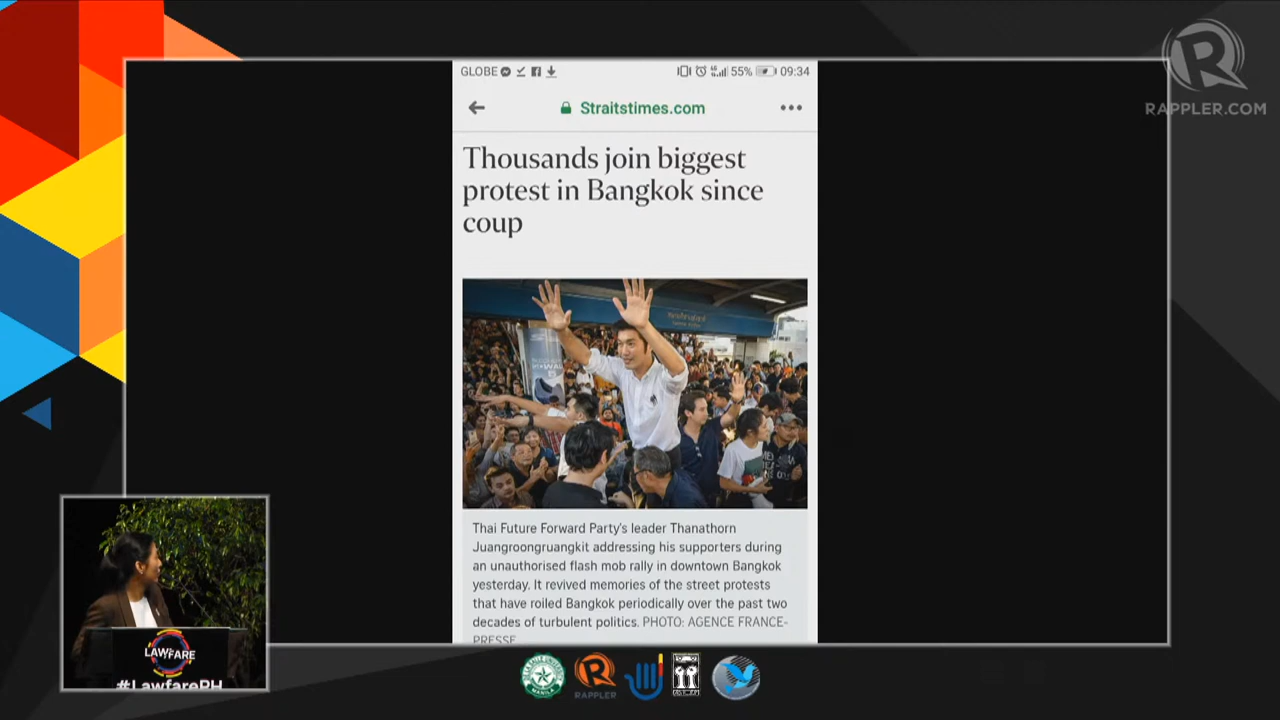 GLOBE
55%
09:34
RAPPLER.COM
Straitstimes.com
Thousands join biggest
protest in Bangkok since
coup
Thai Future Forward Party's leader Thanathorn
Juangroongruangkit addressing his supporters during
an unauthorised flash mob rally in downtown Bangkok
yesterday. It revived memories of the street protests
that have roiled Bangkok periodically over the past two
decades of turbulent politics. PHOTO: AGENCE FRANCE-
PRESSE
LAWFARE
#LawfarePH
RAPPLER